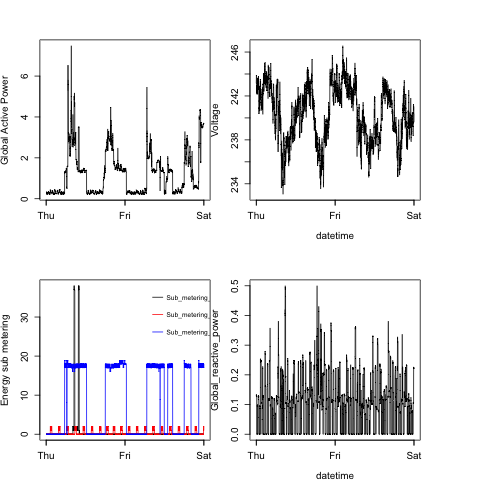 Global Active Power
6
4
2
0
Thu
Fri
Sat
Voltage
246
242
238
234
Thu
Fri
Sat
datetime
Energy sub metering
30
20
10
0
Sub_metering_
Sub_metering_
Sub_metering_
Thu
Fri
Sat
Global_reactive_power
0.5
0.4
0.3
0.2
0.1
0.0
Thu
Fri
Sat
datetime